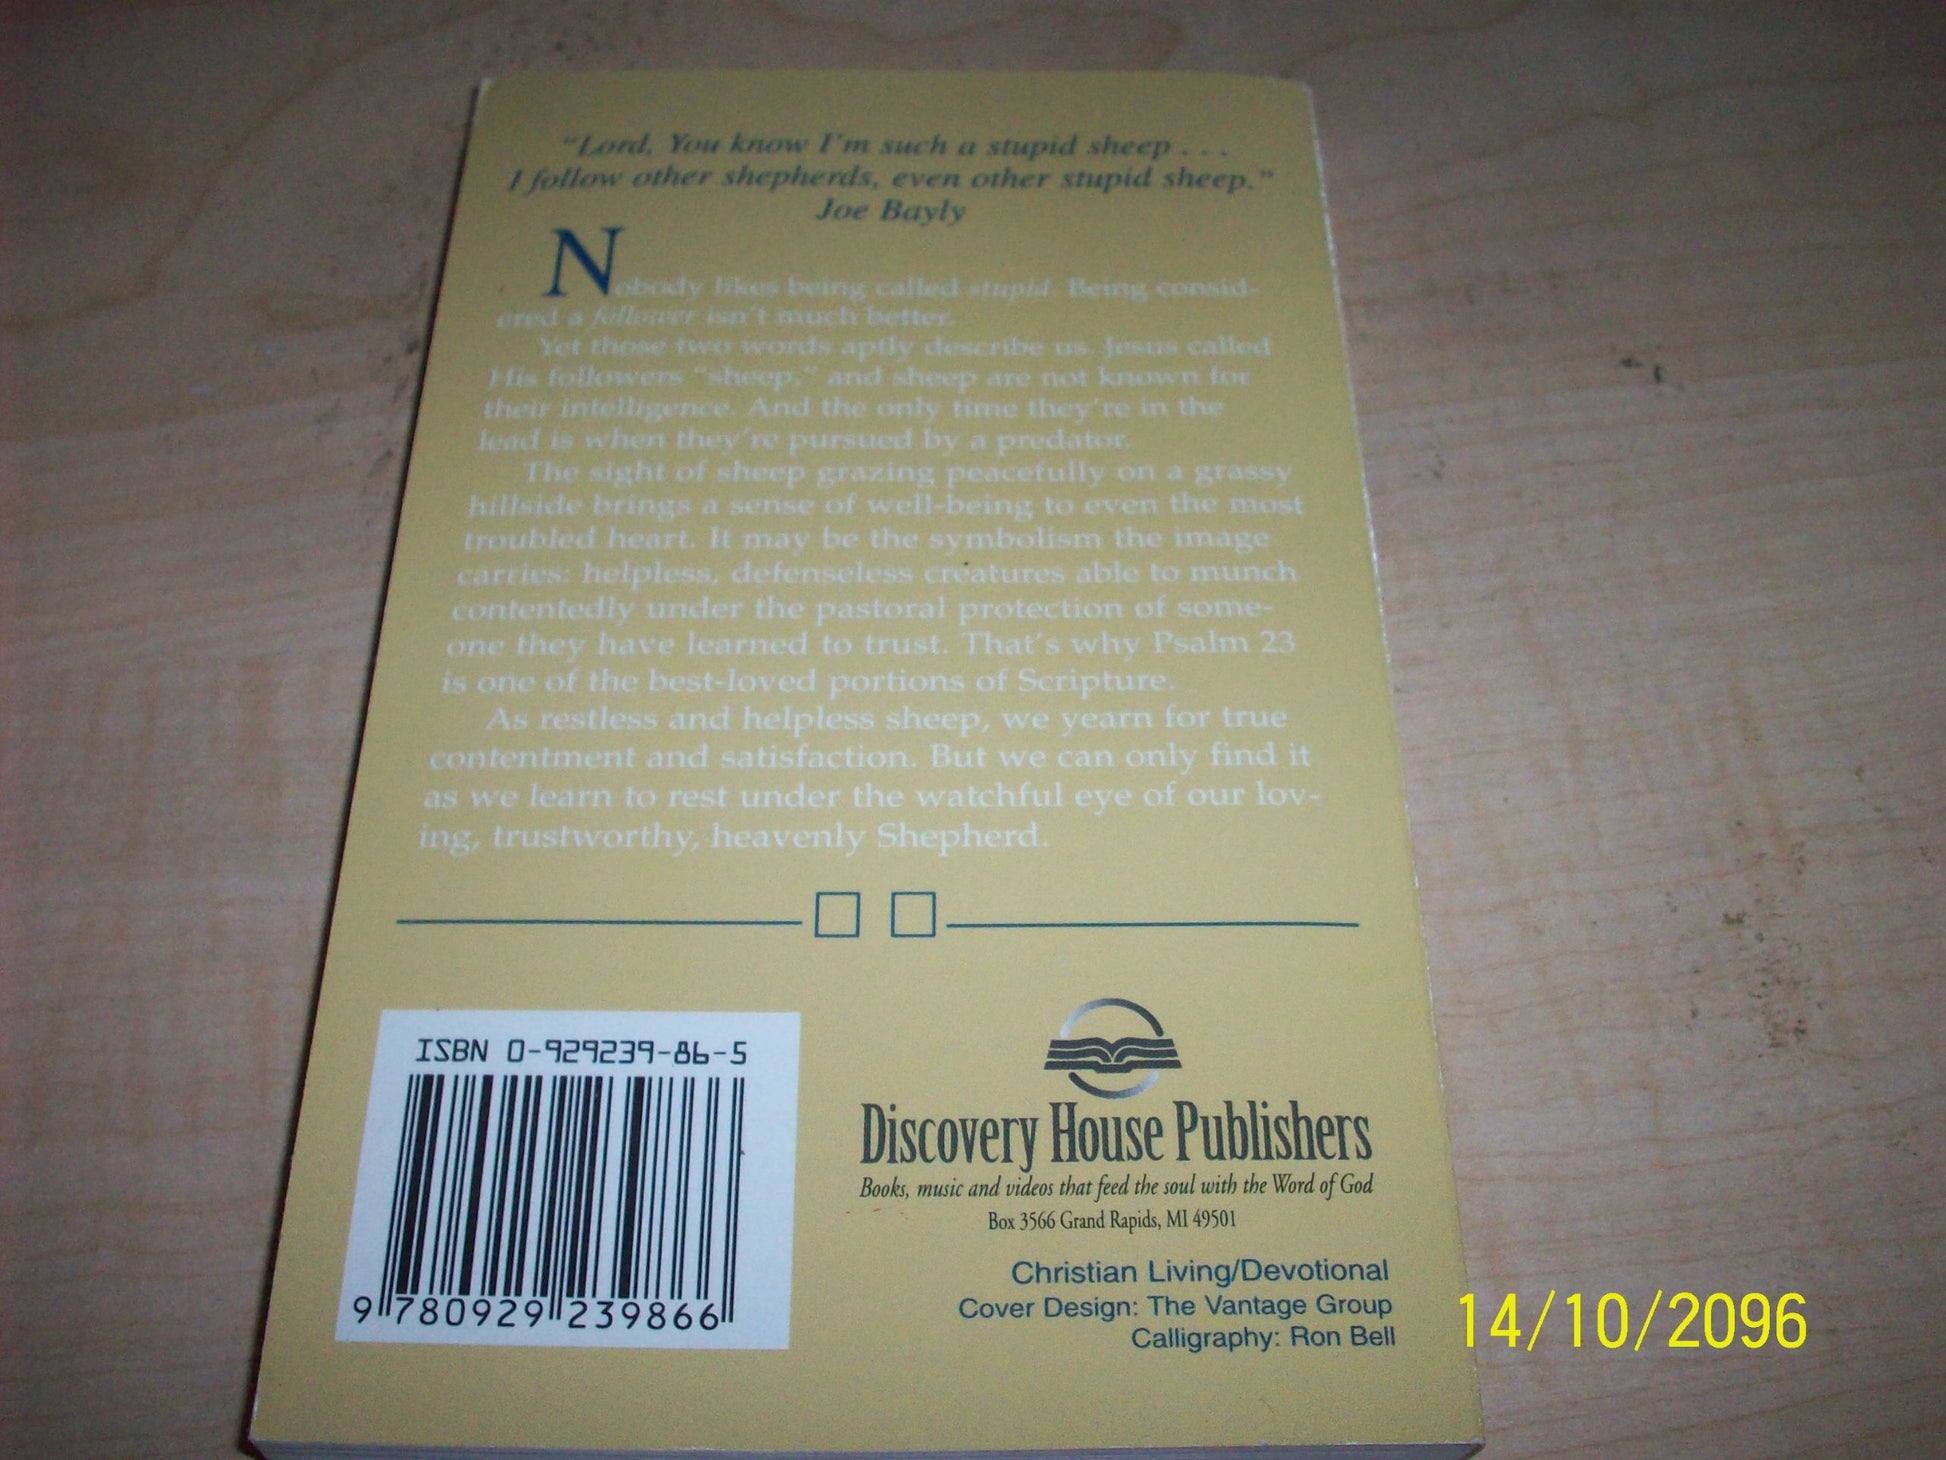 "Lord, You know I'm such a stupid sheep . . .
I follow other shepherds, even other stupid sheep."
Joe Bayly
Nobody likes being called stupid. Being consid-
ered a follower isn't much better.
Yet those two words aptly describe us. Jesus called
His followers "sheep," and sheep are not known for
their intelligence. And the only time they're in the
lead is when they're pursued by a predator.
The sight of sheep grazing peacefully on a grassy
hillside brings a sense of well-being to even the most
troubled heart. It may be the symbolism the image
carries: helpless, defenseless creatures able to munch
contentedly under the pastoral protection of some-
one they have learned to trust. That's why Psalm 23
is one of the best-loved portions of Scripture.
As restless and helpless sheep, we yearn for true
contentment and satisfaction. But we can only find it
as we learn to rest under the watchful eye of our lov-
ing, trustworthy, heavenly Shepherd.
ISBN 0-929239-86-5
9 780929 239866
Discovery House Publishers
Books, music and videos that feed the soul with the Word of God
Box 3566 Grand Rapids, MI 49501
Christian Living/Devotional
Cover Design: The Vantage Group
Calligraphy: Ron Bell
14/10/2096